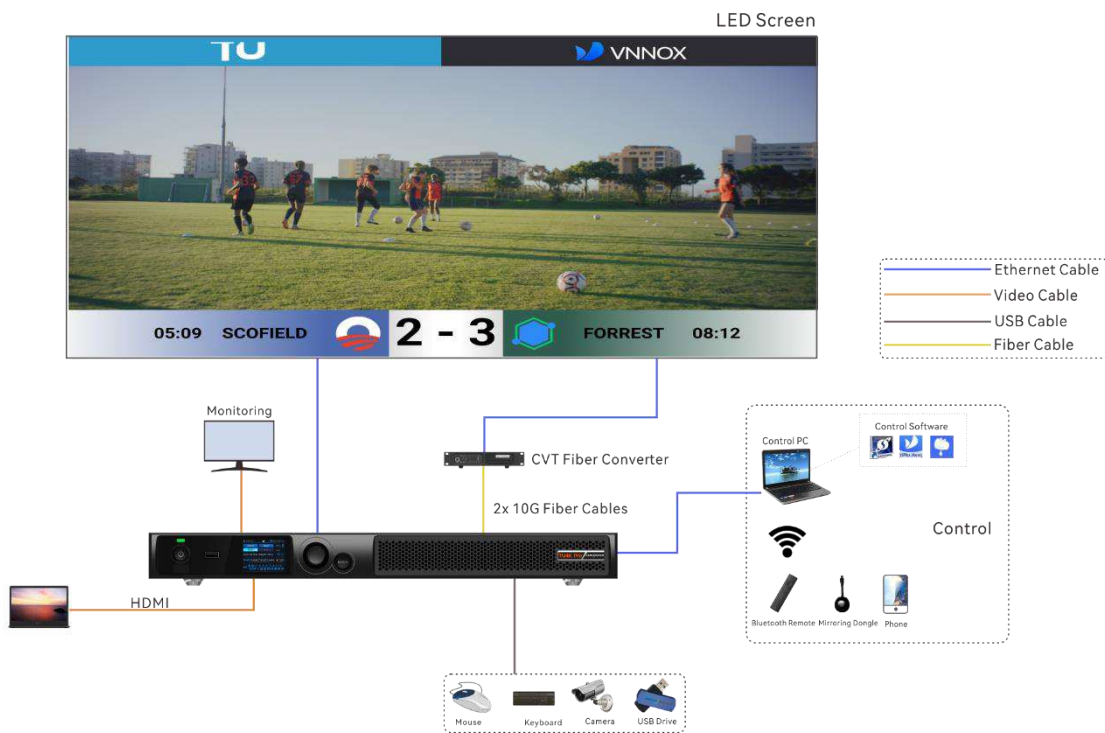 LED Screen
TU
VNNOX
05:09 SCOFIELD 2 - 3 FORREST 08:12
Ethernet Cable
Video Cable
USB Cable
Fiber Cable
Monitoring
CVT Fiber Converter
2x 10G Fiber Cables
HDMI
Control PC
Control Software
Control
Bluetooth Remote
Mirroring Dongle
Phone
Mouse
Keyboard
Camera
USB Drive